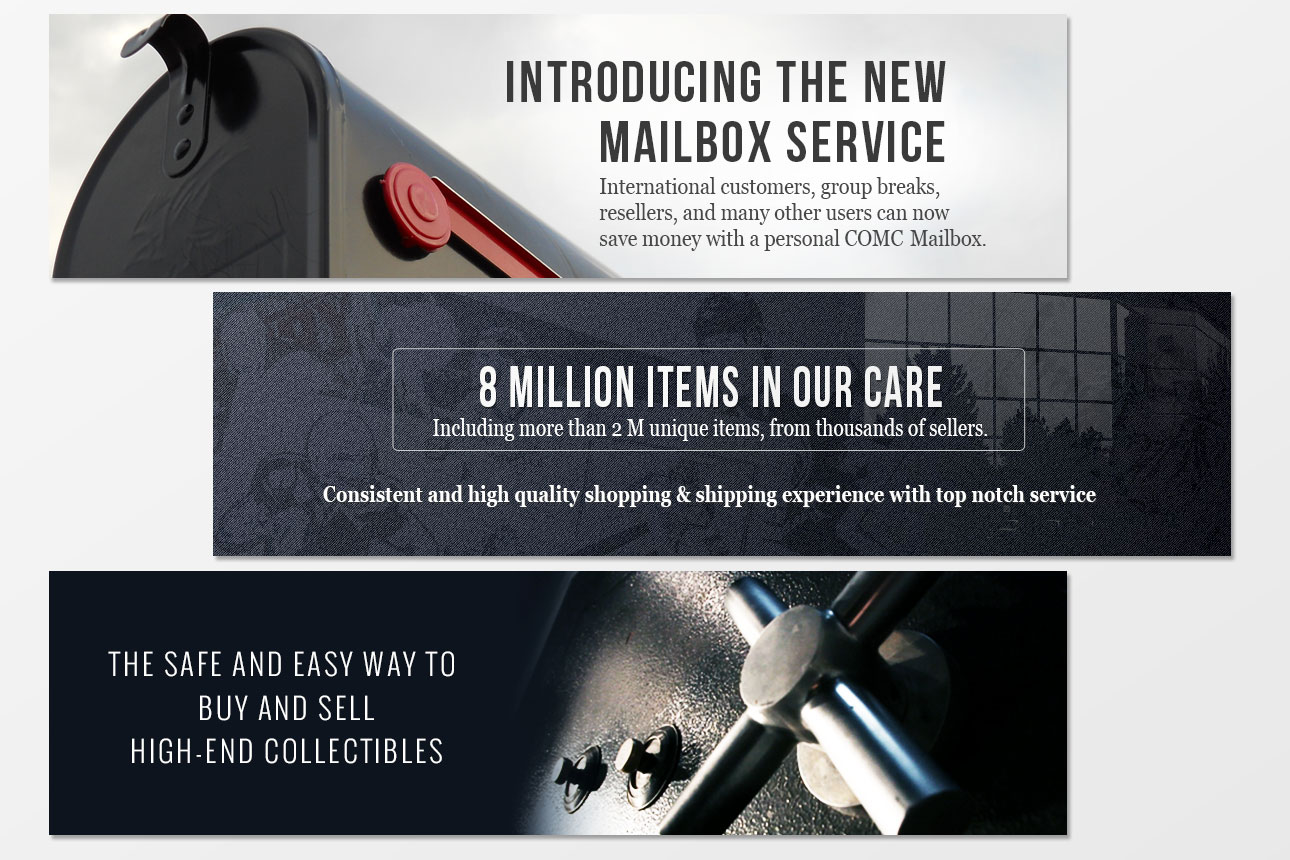 INTRODUCING THE NEW
MAILBOX SERVICE
International customers, group breaks,
resellers, and many other users can now
save money with a personal COMC Mailbox.
8 MILLION ITEMS IN OUR CARE
Including more than 2 M unique items, from thousands of sellers.
Consistent and high quality shopping & shipping experience with top notch service
THE SAFE AND EASY WAY TO
BUY AND SELL
HIGH-END COLLECTIBLES